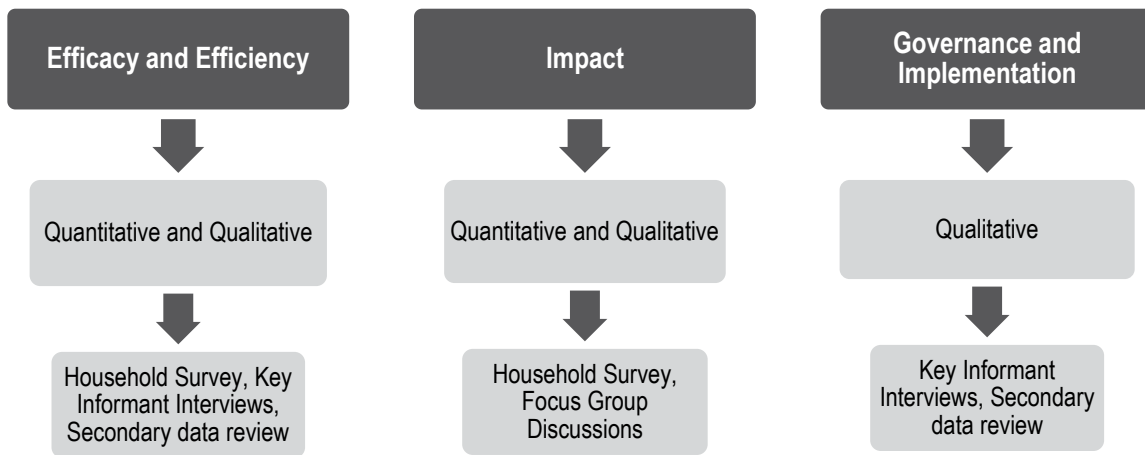 Efficacy and Efficiency
Quantitative and Qualitative
Household Survey, Key
Informant Interviews,
Secondary data review
Impact
Quantitative and Qualitative
Household Survey,
Focus Group
Discussions
Governance and
Implementation
Qualitative
Key Informant
Interviews, Secondary
data review